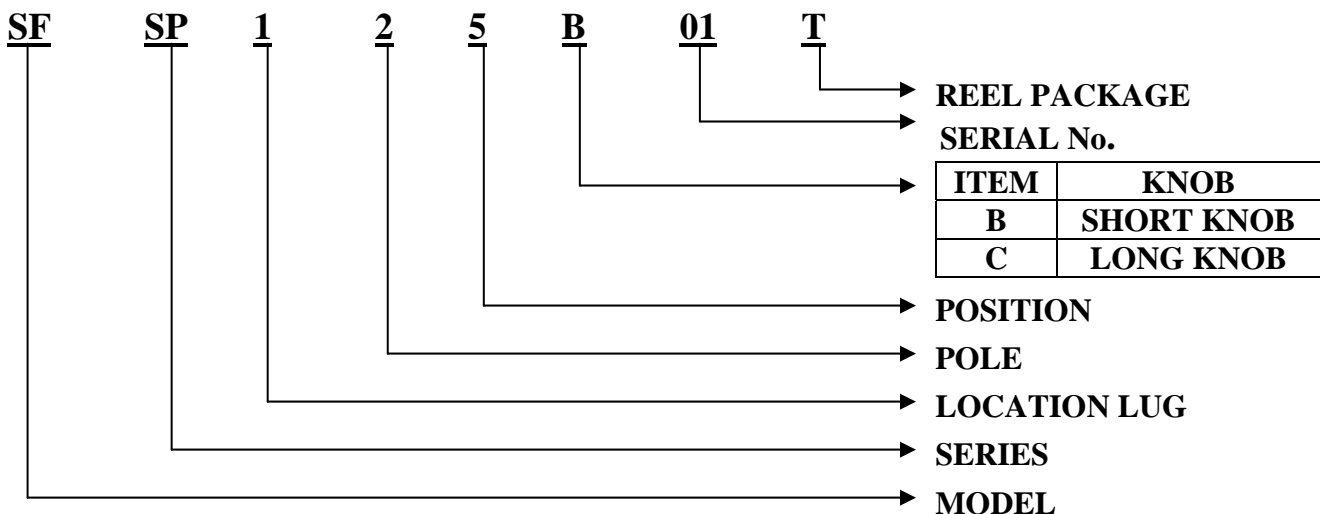 SF SP 1 2 5 B 01 T
REEL PACKAGE
SERIAL No.
ITEM KNOB
B SHORT KNOB
C LONG KNOB
POSITION
POLE
LOCATION LUG
SERIES
MODEL